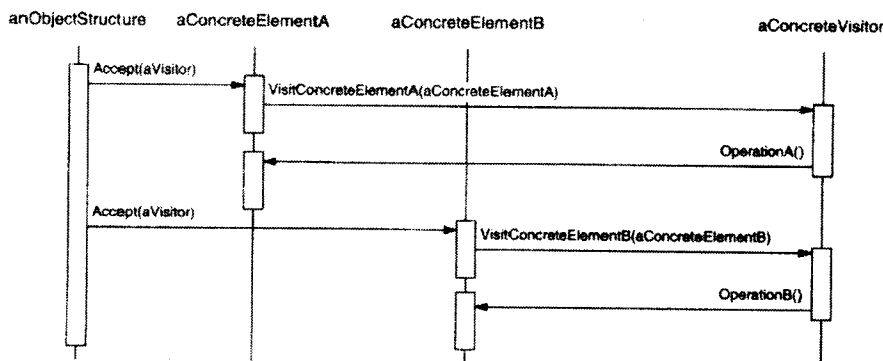 anObjectStructure
aConcreteElementA
aConcreteElementB
aConcreteVisitor
Accept(aVisitor)
VisitConcreteElementA(aConcreteElementA)
OperationA()
Accept(aVisitor)
VisitConcreteElementB(aConcreteElementB)
OperationB()